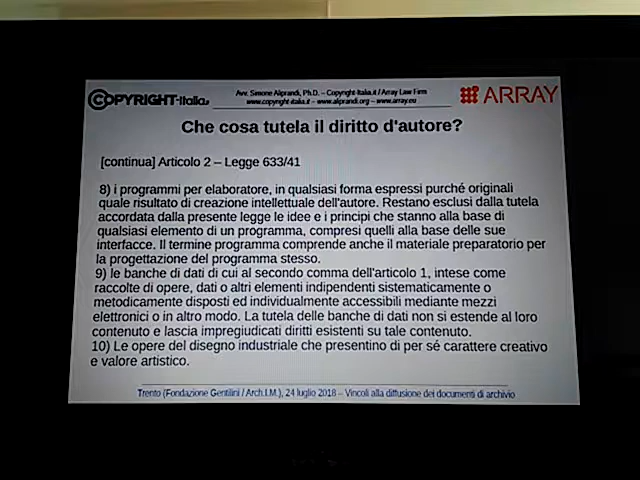 COPYRIGHT-Italia.it
Avv. Simone Aliprandi, Ph.D. – Copyright-Italia.it / Array Law Firm
www.copyright-italia.it – www.aliprandi.org – www.array.eu
ARRAY
Che cosa tutela il diritto d'autore?
[continua] Articolo 2 – Legge 633/41
8) i programmi per elaboratore, in qualsiasi forma espressi purché originali
quale risultato di creazione intellettuale dell'autore. Restano esclusi dalla tutela
accordata dalla presente legge le idee e i principi che stanno alla base di
qualsiasi elemento di un programma, compresi quelli alla base delle sue
interfacce. Il termine programma comprende anche il materiale preparatorio per
la progettazione del programma stesso.
9) le banche di dati di cui al secondo comma dell'articolo 1, intese come
raccolte di opere, dati o altri elementi indipendenti sistematicamente o
metodicamente disposti ed individualmente accessibili mediante mezzi
elettronici o in altro modo. La tutela delle banche di dati non si estende al loro
contenuto e lascia impregiudicati diritti esistenti su tale contenuto.
10) Le opere del disegno industriale che presentino di per sé carattere creativo
e valore artistico.
Trento (Fondazione Gentilini / Arch.I.M.), 24 luglio 2018 – Vincoli alla diffusione dei documenti di archivio